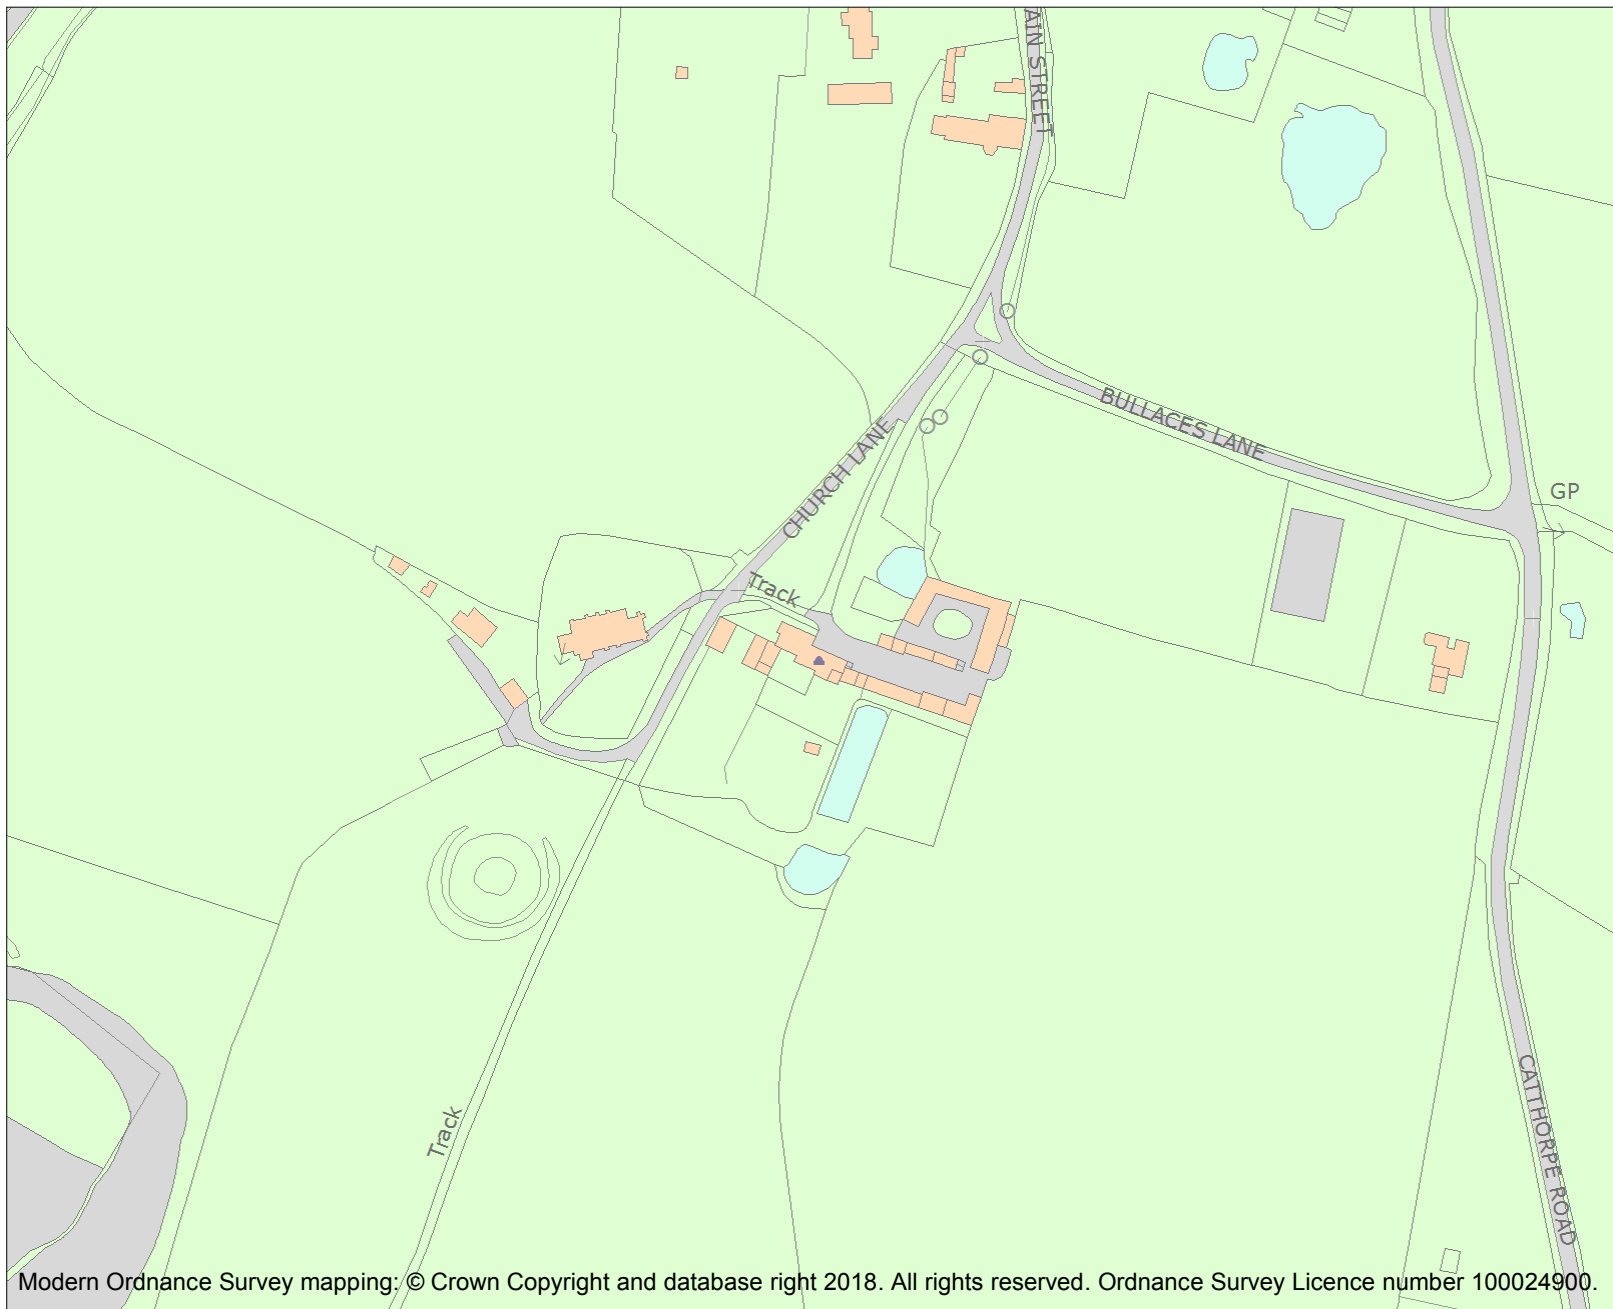 AIN STREET
BULLACES LANE
CHURCH LANE
GP
Track
Track
CATTHORPE ROAD
Modern Ordnance Survey mapping: © Crown Copyright and database right 2018. All rights reserved. Ordnance Survey Licence number 100024900.